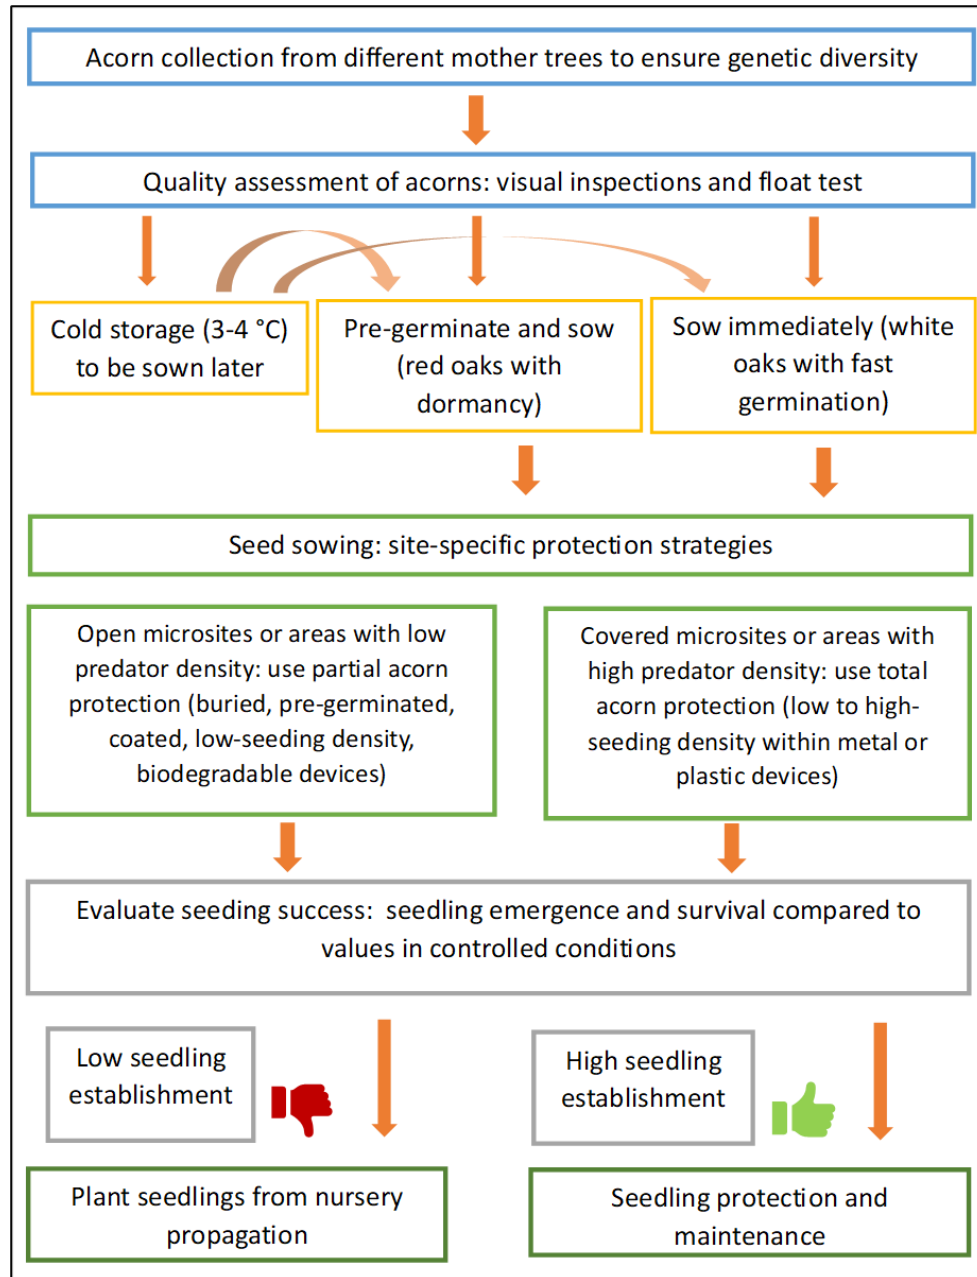 Acorn collection from different mother trees to ensure genetic diversity
Quality assessment of acorns: visual inspections and float test
Cold storage (3-4 °C)
to be sown later
Pre-germinate and sow
(red oaks with
dormancy)
Sow immediately (white
oaks with fast
germination)
Seed sowing: site-specific protection strategies
Open microsites or areas with low
predator density: use partial acorn
protection (buried, pre-germinated,
coated, low-seeding density,
biodegradable devices)
Covered microsites or areas with
high predator density: use total
acorn protection (low to high-
seeding density within metal or
plastic devices)
Evaluate seeding success:  seedling emergence and survival compared to
values in controlled conditions
Low seedling
establishment
High seedling
establishment
Plant seedlings from nursery
propagation
Seedling protection and
maintenance